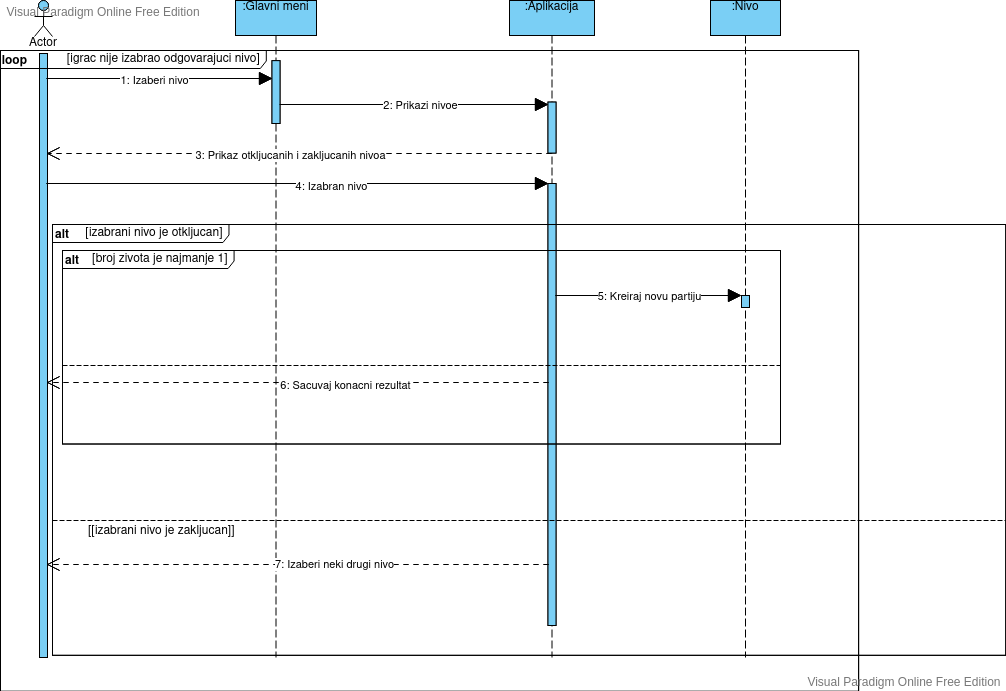 Visual Paradigm Online Free Edition
:Glavni meni
:Aplikacija
:Nivo
Actor
loop
[igrac nije izabrao odgovarajuci nivo]
1: Izaberi nivo
2: Prikazi nivoe
3: Prikaz otkljucanih i zakljucanih nivoa
4: Izabran nivo
alt
[izabrani nivo je otkljucan]
alt
[broj zivota je najmanje 1]
5: Kreiraj novu partiju
6: Sacuvaj konacni rezultat
[[izabrani nivo je zakljucan]]
7: Izaberi neki drugi nivo
Visual Paradigm Online Free Edition